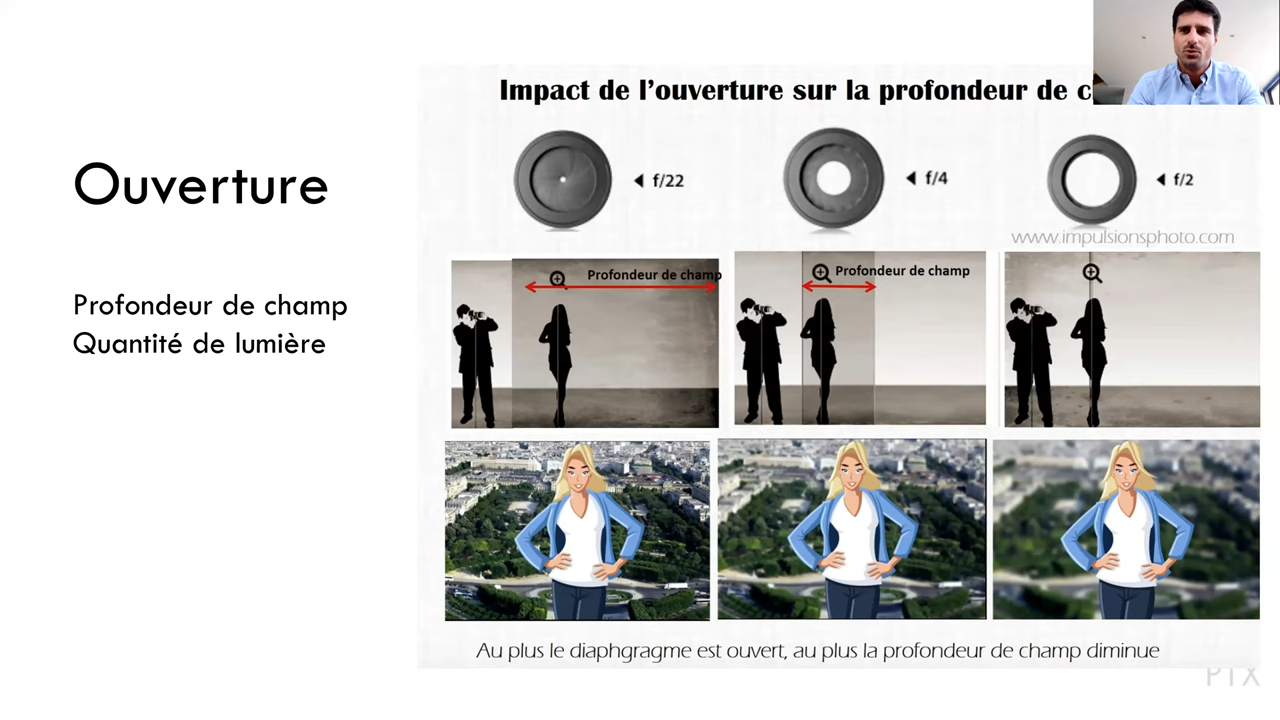 Ouverture
Profondeur de champ
Quantité de lumière
Impact de l’ouverture sur la profondeur de c
◄ f/22
◄ f/4
◄ f/2
www.impulsionsphoto.com
Profondeur de champ
Profondeur de champ
Au plus le diaphgragme est ouvert, au plus la profondeur de champ diminue
PTX